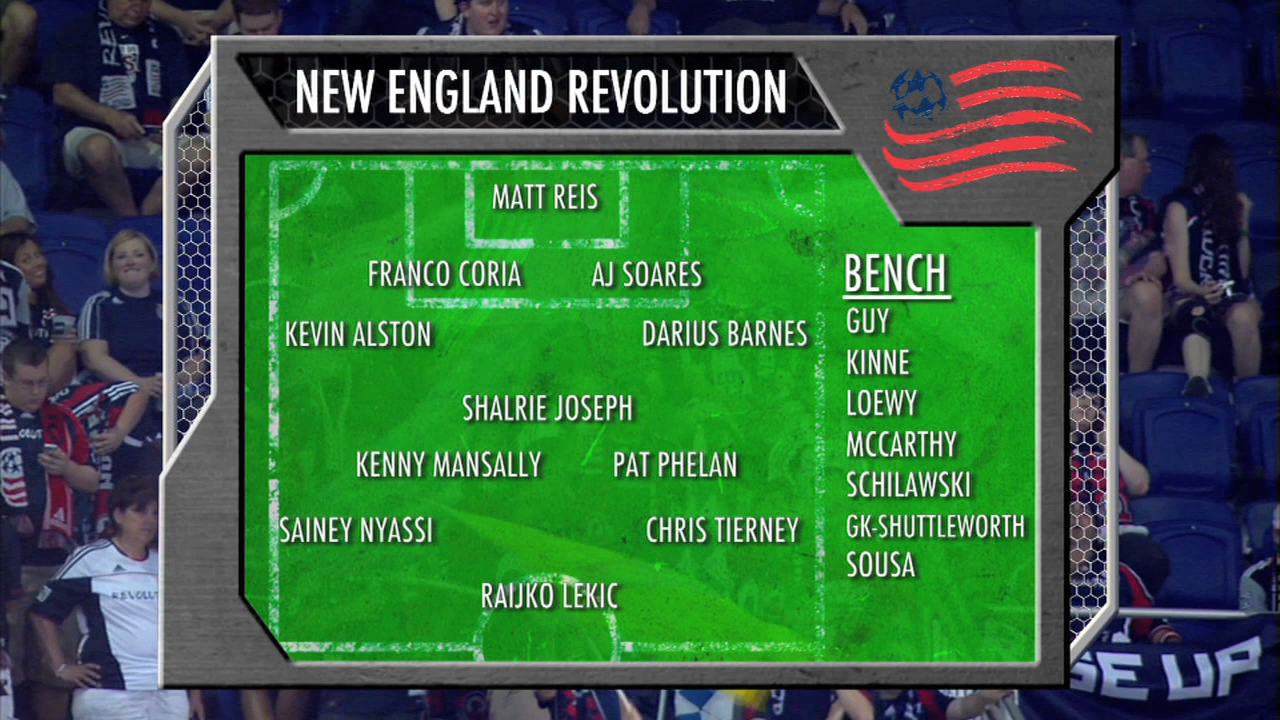 NEW ENGLAND REVOLUTION
MATT REIS
FRANCO CORIA AJ SOARES
KEVIN ALSTON DARIUS BARNES
SHALRIE JOSEPH
KENNY MANSALLY PAT PHELAN
SAINEY NYASSI CHRIS TIERNEY
RAIJKO LEKIC
BENCH
GUY
KINNE
LOEWY
MCCARTHY
SCHILAWSKI
GK-SHUTTLEWORTH
SOUSA
SE UP